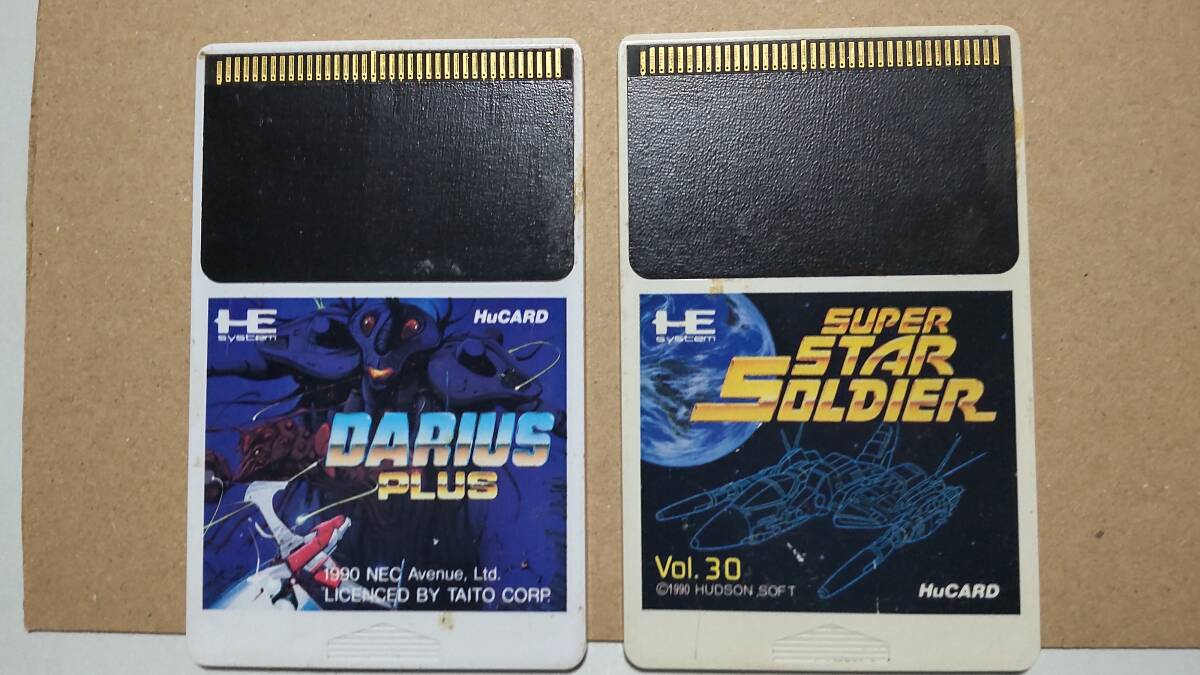 HE
system
HuCARD
DARIUS
PLUS
1990 NEC Avenue, Ltd.
LICENCED BY TAITO CORP.
HE
system
SUPER
STAR
SOLDIER
Vol. 30
©1990 HUDSON SOFT
HuCARD